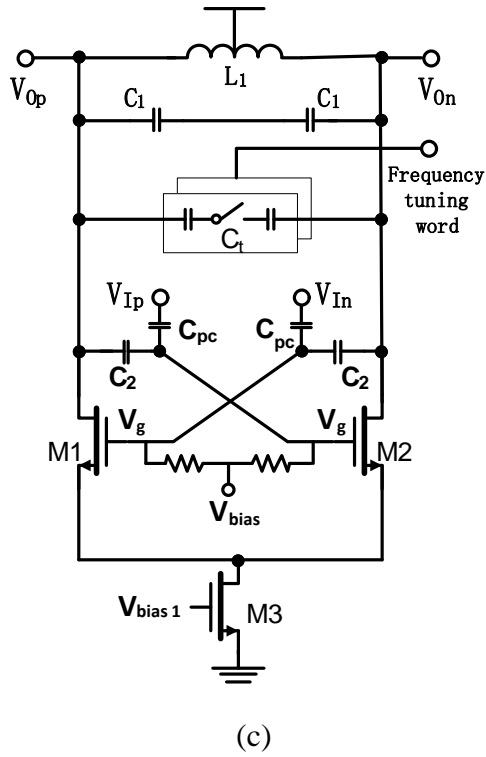 L1
V0p
V0n
C1
C1
Frequency
tuning
word
Ct
VIp
VIn
Cpc
Cpc
C2
C2
Vg
Vg
M1
M2
Vbias
Vbias 1
M3
(c)